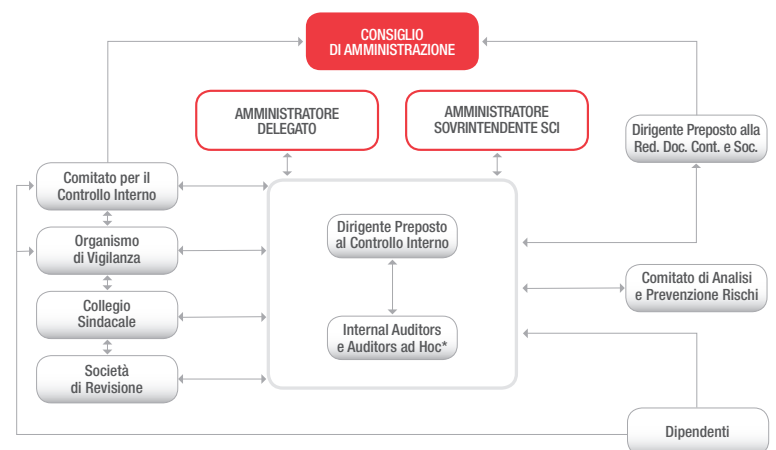 CONSIGLIO
DI AMMINISTRAZIONE
AMMINISTRATORE
DELEGATO
AMMINISTRATORE
SOVRINTENDENTE SCI
Dirigente Preposto alla
Red. Doc. Cont. e Soc.
Comitato per il
Controllo Interno
Organismo
di Vigilanza
Collegio
Sindacale
Società
di Revisione
Dirigente Preposto
al Controllo Interno
Internal Auditors
e Auditors ad Hoc*
Comitato di Analisi
e Prevenzione Rischi
Dipendenti